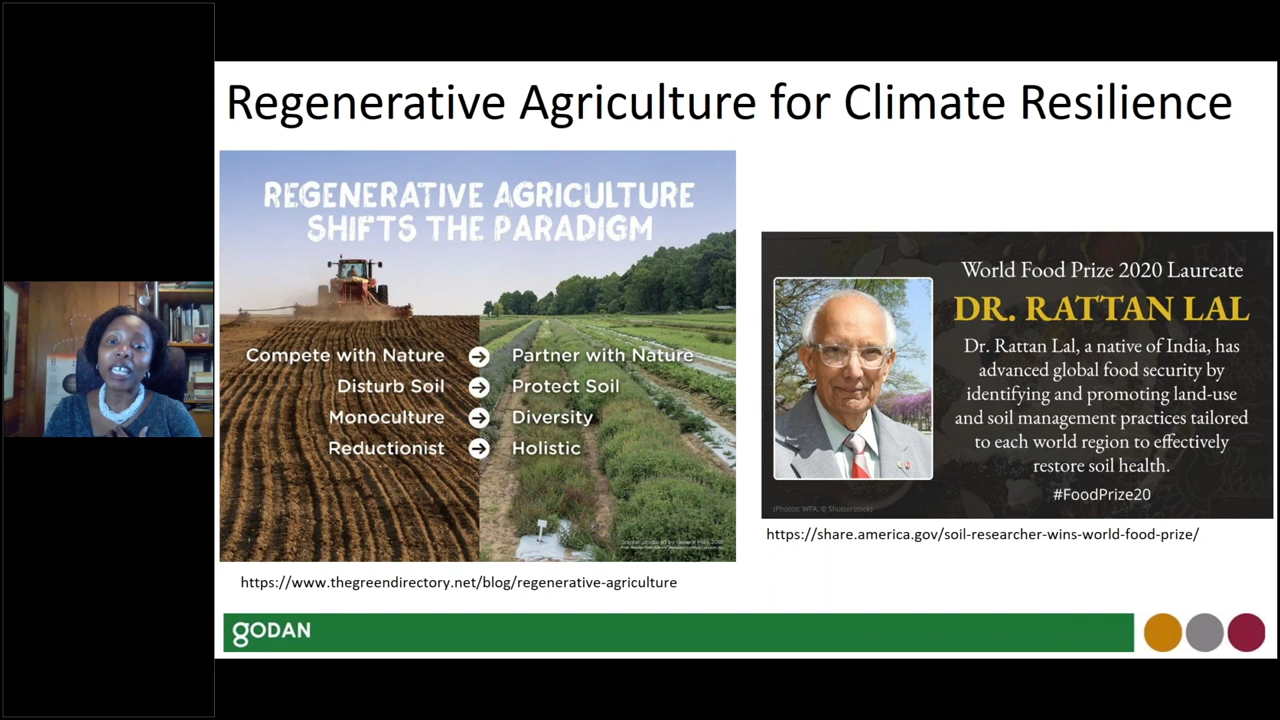 Regenerative Agriculture for Climate Resilience
REGENERATIVE AGRICULTURE
SHIFTS THE PARADIGM
Compete with Nature → Partner with Nature
Disturb Soil → Protect Soil
Monoculture → Diversity
Reductionist → Holistic
https://www.thegreendirectory.net/blog/regenerative-agriculture
World Food Prize 2020 Laureate
DR. RATTAN LAL
Dr. Rattan Lal, a native of India, has
advanced global food security by
identifying and promoting land-use
and soil management practices tailored
to each world region to effectively
restore soil health.
#FoodPrize20
(Photos: WFA, © Shutterstock)
https://share.america.gov/soil-researcher-wins-world-food-prize/
gODAN